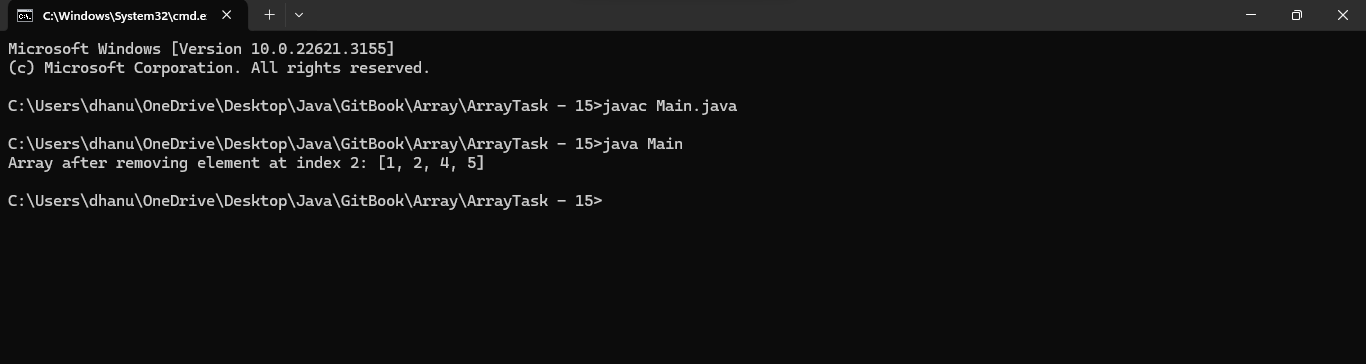 C:\Windows\System32\cmd.e
Microsoft Windows [Version 10.0.22621.3155]
(c) Microsoft Corporation. All rights reserved.
C:\Users\dhanu\OneDrive\Desktop\Java\GitBook\Array\ArrayTask - 15>javac Main.java
C:\Users\dhanu\OneDrive\Desktop\Java\GitBook\Array\ArrayTask - 15>java Main
Array after removing element at index 2: [1, 2, 4, 5]
C:\Users\dhanu\OneDrive\Desktop\Java\GitBook\Array\ArrayTask - 15>